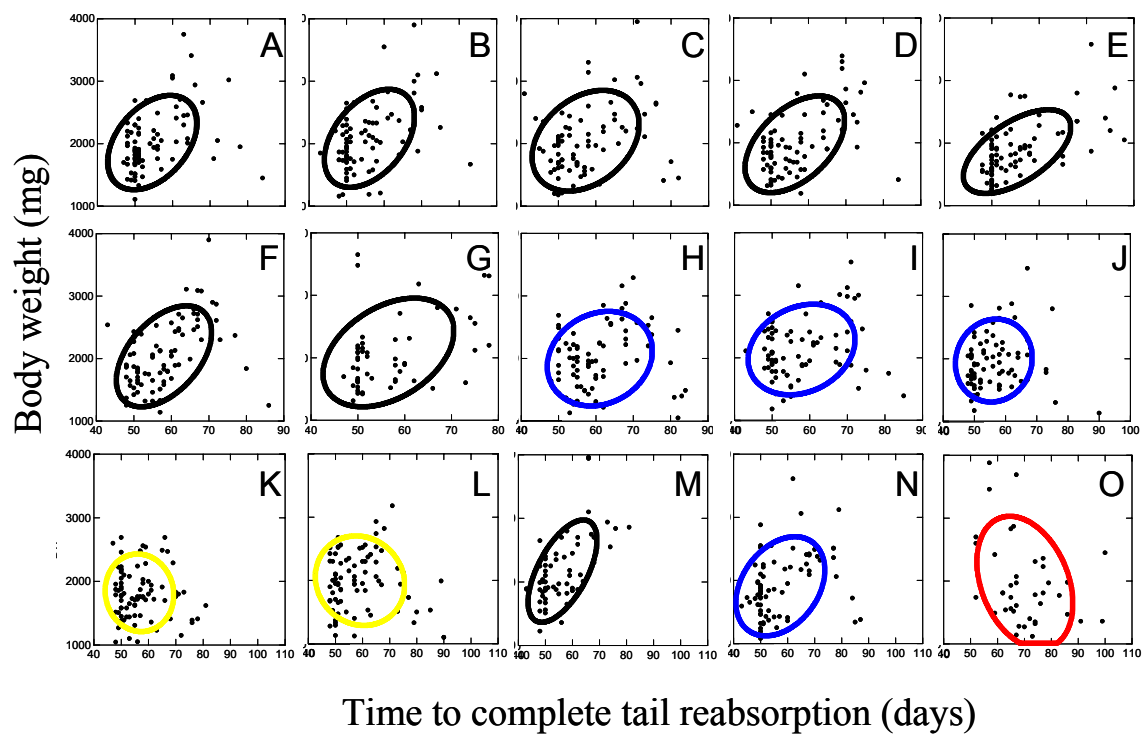 A B C D E
4000
3000
2000
1000
Body weight (mg)
F G H I J
4000
3000
2000
1000
40 50 60 70 80 90 40 50 60 70 80 40 50 60 70 80 90 40 50 60 70 80 90 40 50 60 70 80 90 100
K L M N O
4000
3000
2000
1000
40 50 60 70 80 90 100 110 40 50 60 70 80 90 100 110 40 50 60 70 80 90 100 110 40 50 60 70 80 90 100 110 40 50 60 70 80 90 100 110
Time to complete tail reabsorption (days)